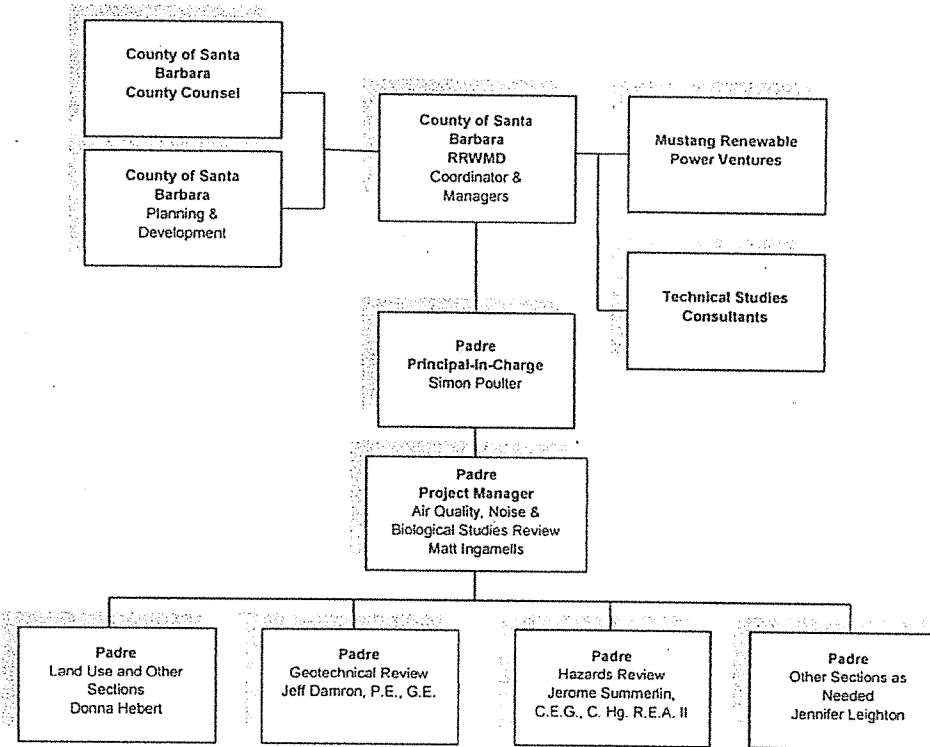 County of Santa
Barbara
County Counsel
County of Santa
Barbara
Planning &
Development
County of Santa
Barbara
RRWMD
Coordinator &
Managers
Mustang Renewable
Power Ventures
Technical Studies
Consultants
Padre
Principal-In-Charge
Simon Poulter
Padre
Project Manager
Air Quality, Noise &
Biological Studies Review
Matt Ingamells
Padre
Land Use and Other
Sections
Donna Hebert
Padre
Geotechnical Review
Jeff Damron, P.E., G.E.
Padre
Hazards Review
Jerome Summerlin,
C.E.G., C. Hg. R.E.A. II
Padre
Other Sections as
Needed
Jennifer Leighton